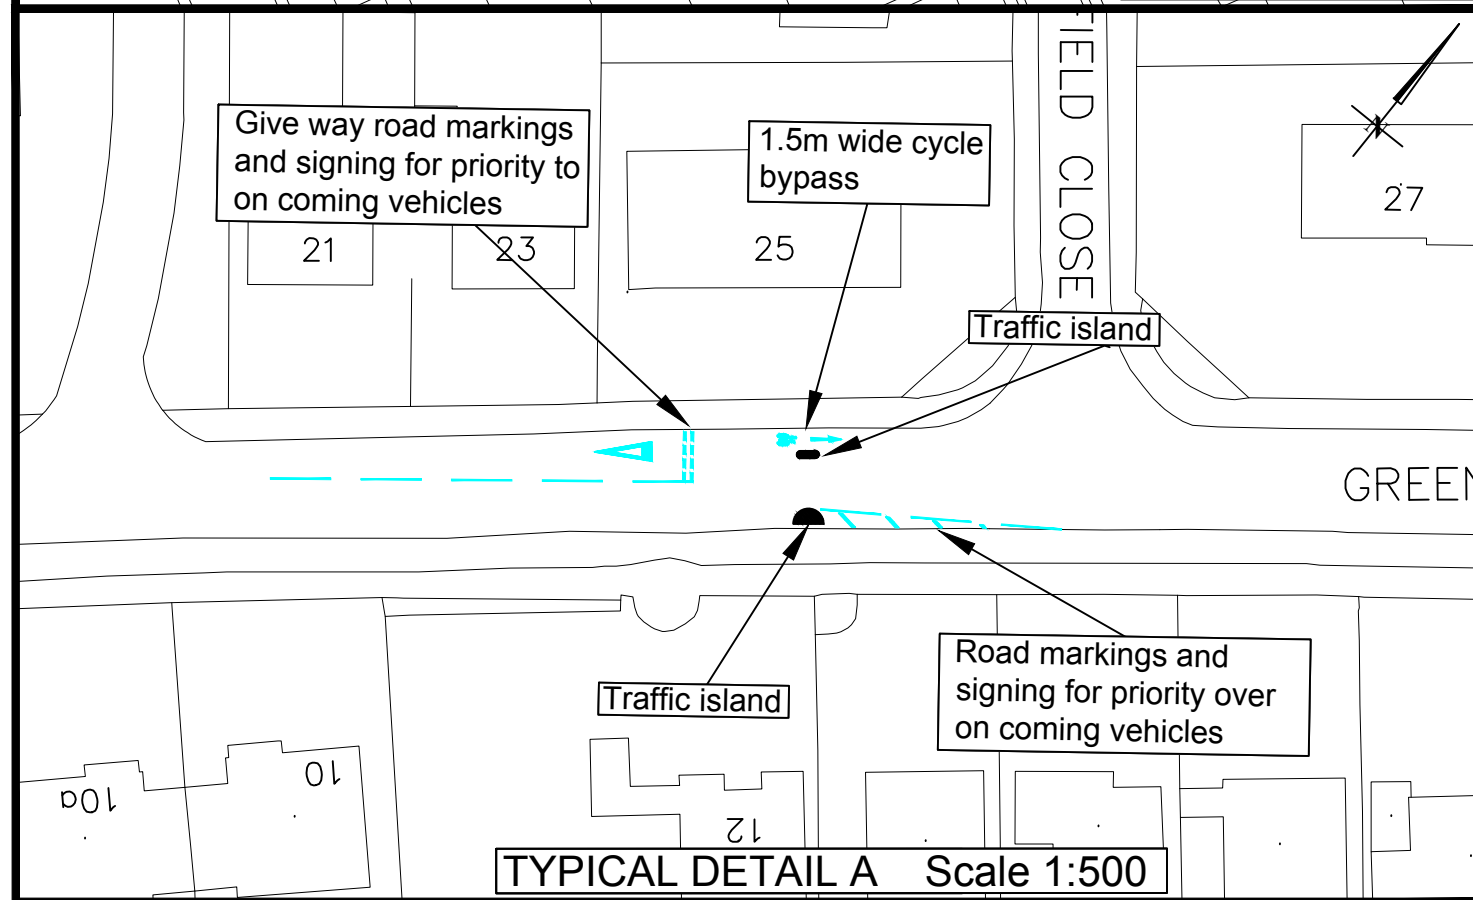 Give way road markings
and signing for priority to
on coming vehicles
1.5m wide cycle
bypass
FIELD CLOSE
21
23
25
27
Traffic island
GREEN
Traffic island
Road markings and
signing for priority over
on coming vehicles
10a
10
12
TYPICAL DETAIL A Scale 1:500